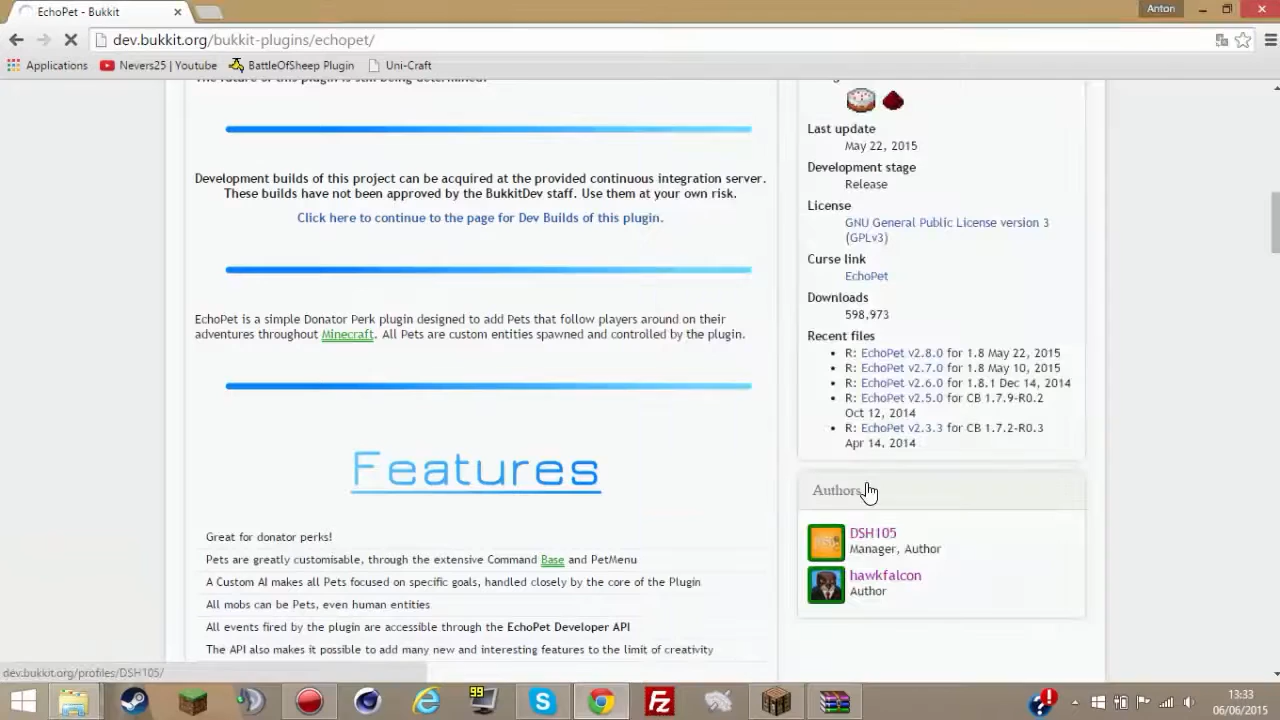 EchoPet - Bukkit
Anton
dev.bukkit.org/bukkit-plugins/echopet/
Applications
Nevers25 | Youtube
BattleOfSheep Plugin
Uni-Craft
The future of this plugin is still being determined.
Development builds of this project can be acquired at the provided continuous integration server.
These builds have not been approved by the BukkitDev staff. Use them at your own risk.
Click here to continue to the page for Dev Builds of this plugin.
EchoPet is a simple Donator Perk plugin designed to add Pets that follow players around on their
adventures throughout Minecraft. All Pets are custom entities spawned and controlled by the plugin.
Features
Great for donator perks!
Pets are greatly customisable, through the extensive Command Base and PetMenu
A Custom AI makes all Pets focused on specific goals, handled closely by the core of the Plugin
All mobs can be Pets, even human entities
All events fired by the plugin are accessible through the EchoPet Developer API
The API also makes it possible to add many new and interesting features to the limit of creativity
Last update
May 22, 2015
Development stage
Release
License
GNU General Public License version 3
(GPLv3)
Curse link
EchoPet
Downloads
598,973
Recent files
R: EchoPet v2.8.0 for 1.8 May 22, 2015
R: EchoPet v2.7.0 for 1.8 May 10, 2015
R: EchoPet v2.6.0 for 1.8.1 Dec 14, 2014
R: EchoPet v2.5.0 for CB 1.7.9-R0.2
Oct 12, 2014
R: EchoPet v2.3.3 for CB 1.7.2-R0.3
Apr 14, 2014
Authors
DSH105
Manager, Author
hawkfalcon
Author
dev.bukkit.org/profiles/DSH105/
99
13:33
06/06/2015